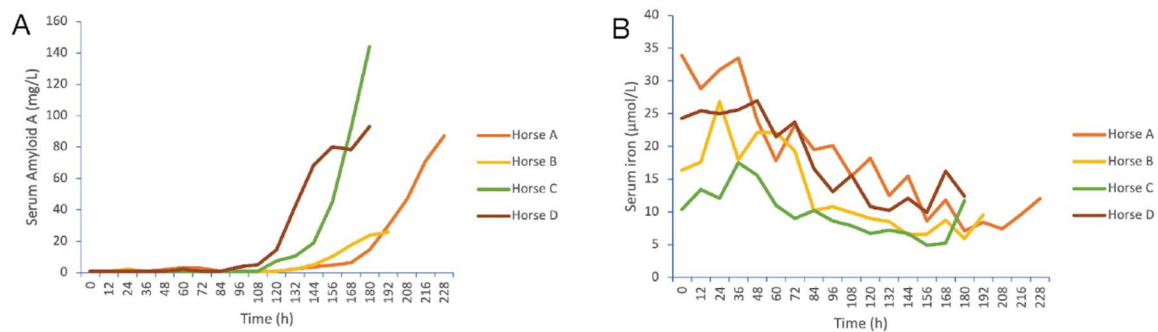 A
Serum Amyloid A (mg/L)
160
140
120
100
80
60
40
20
0
0 12 24 36 48 60 72 84 96 108 120 132 144 156 168 180 192 208 216 228
Time (h)
Horse A
Horse B
Horse C
Horse D
B
Serum iron (µmol/L)
40
35
30
25
20
15
10
5
0
0 12 24 36 48 60 72 84 96 108 120 132 144 156 168 180 192 208 216 228
Time (h)
Horse A
Horse B
Horse C
Horse D